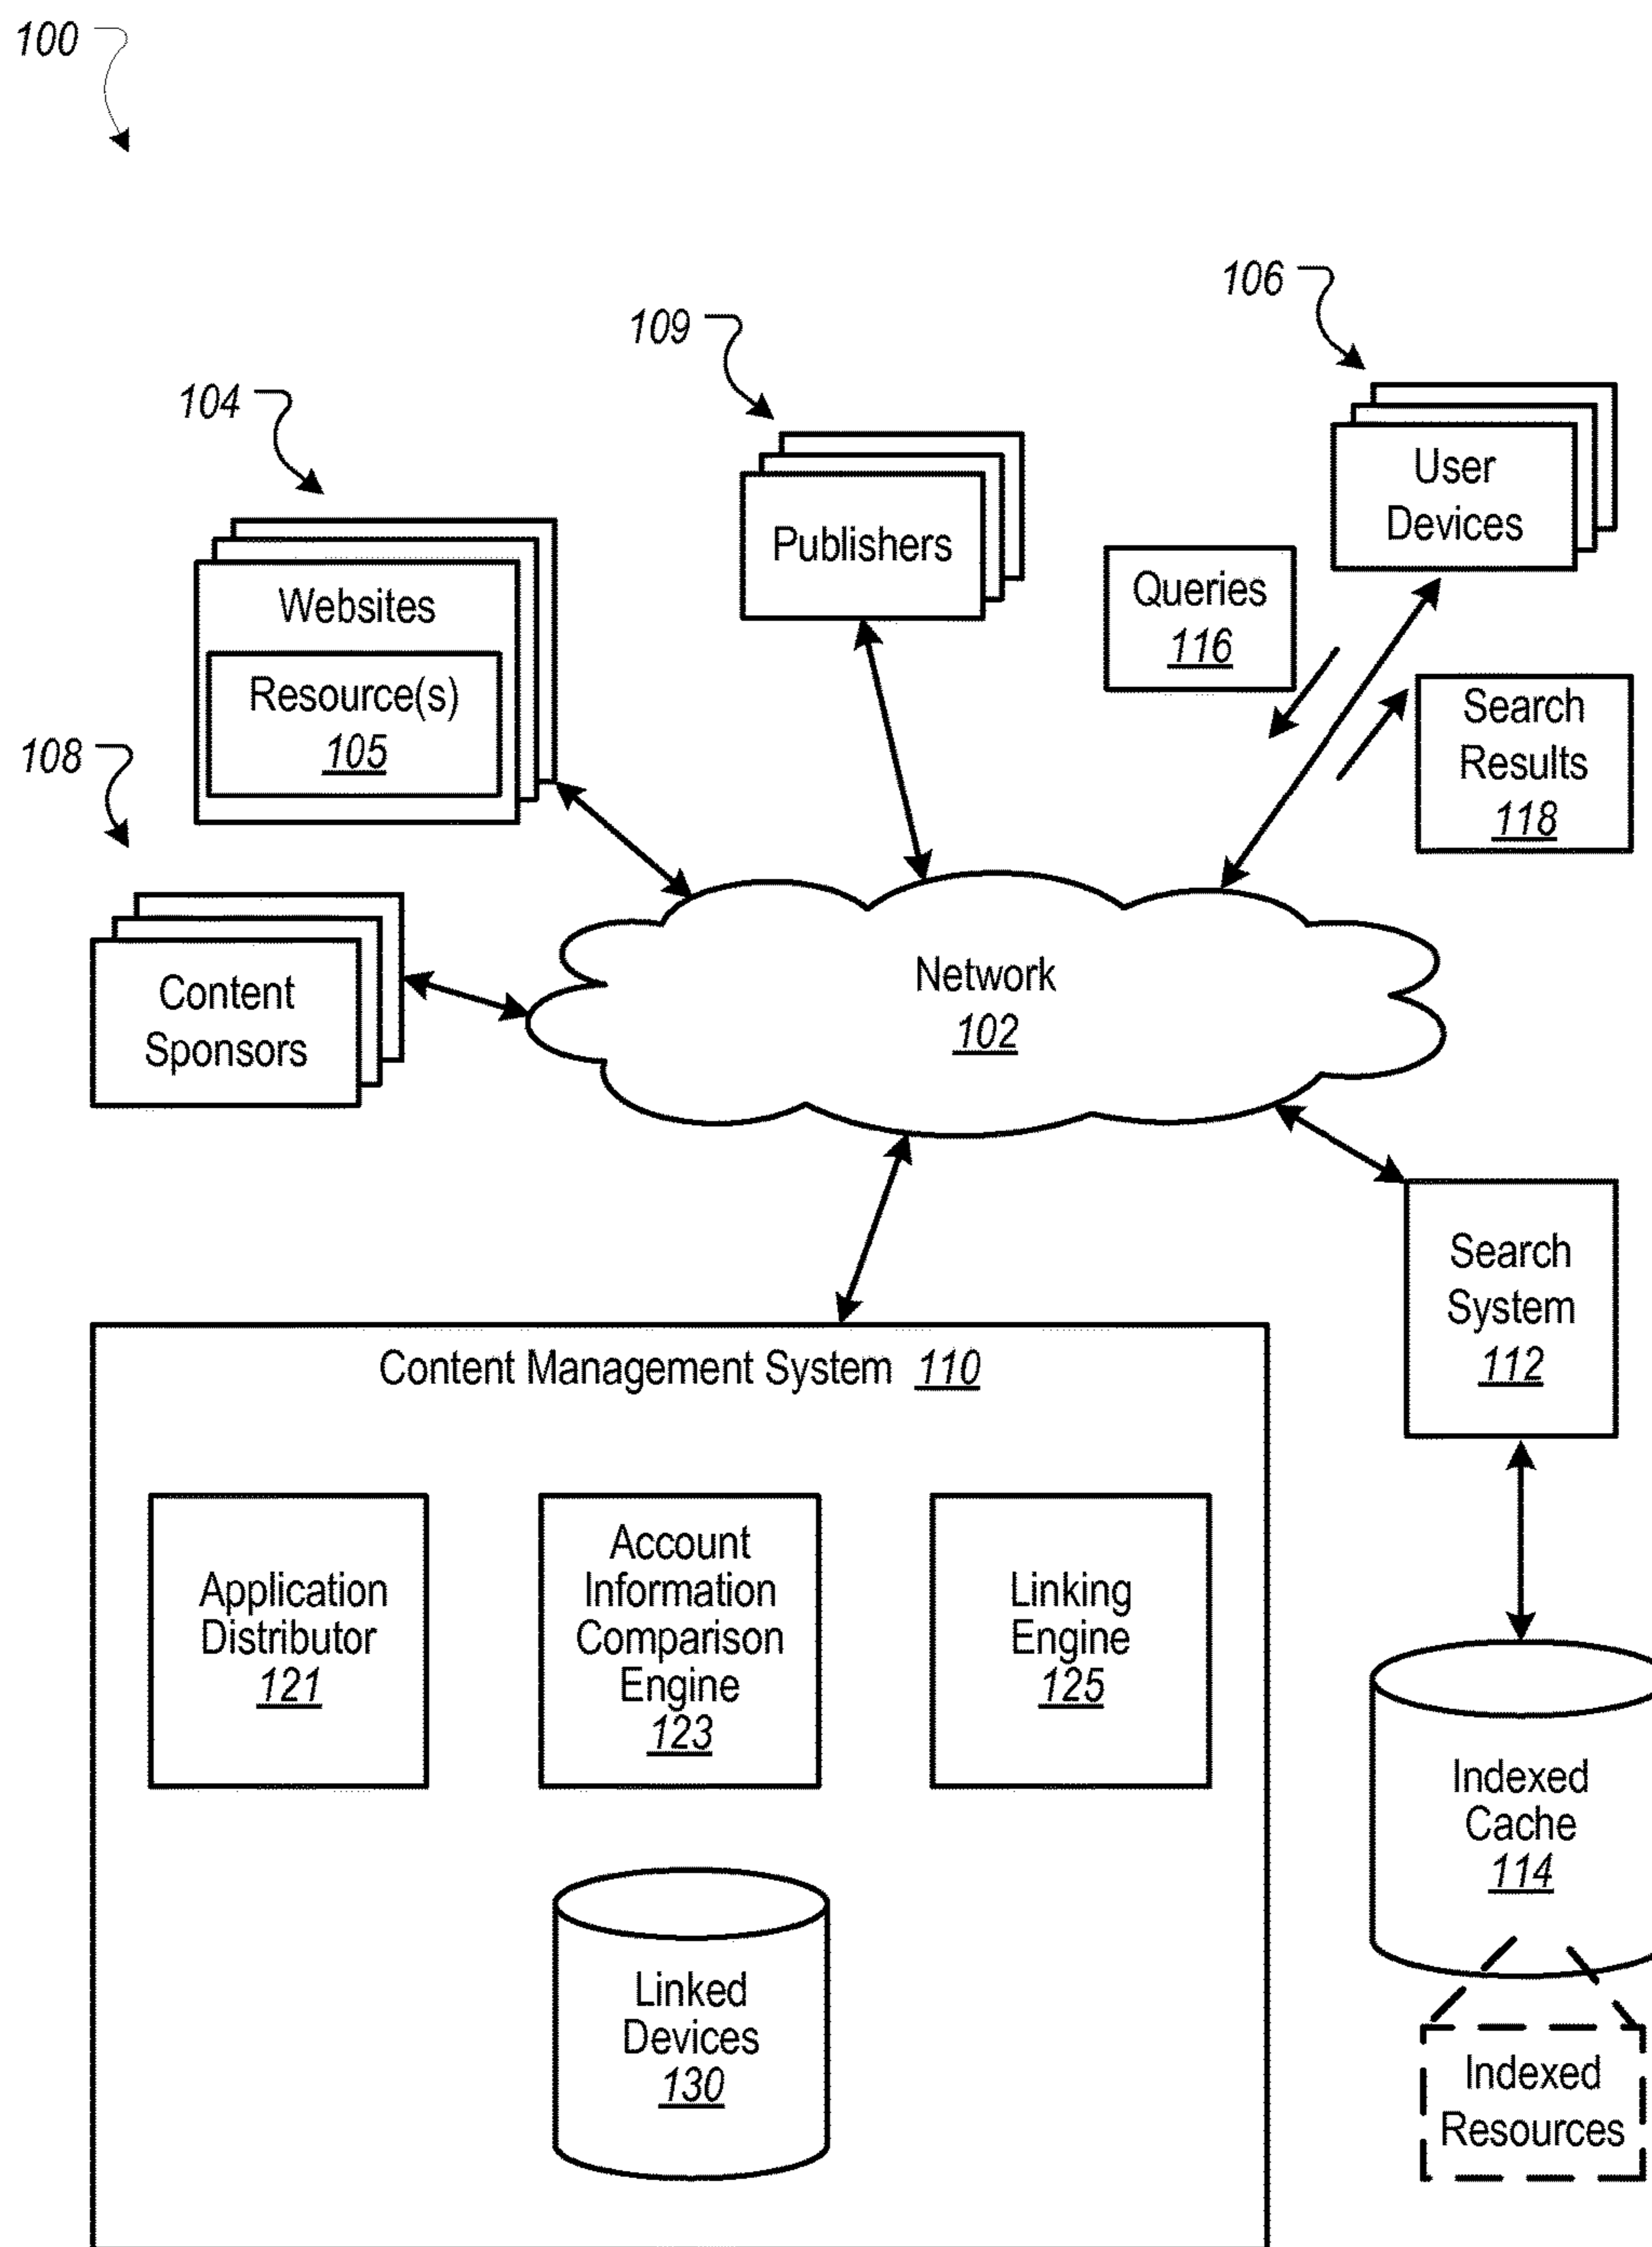 100
106
109
104
User
Devices
Publishers
Queries
116
Websites
Resource(s)
105
Search
Results
118
108
Content
Sponsors
Network
102
Search
System
112
Content Management System 110
Application
Distributor
121
Account
Information
Comparison
Engine
123
Linking
Engine
125
Indexed
Cache
114
Linked
Devices
130
Indexed
Resources